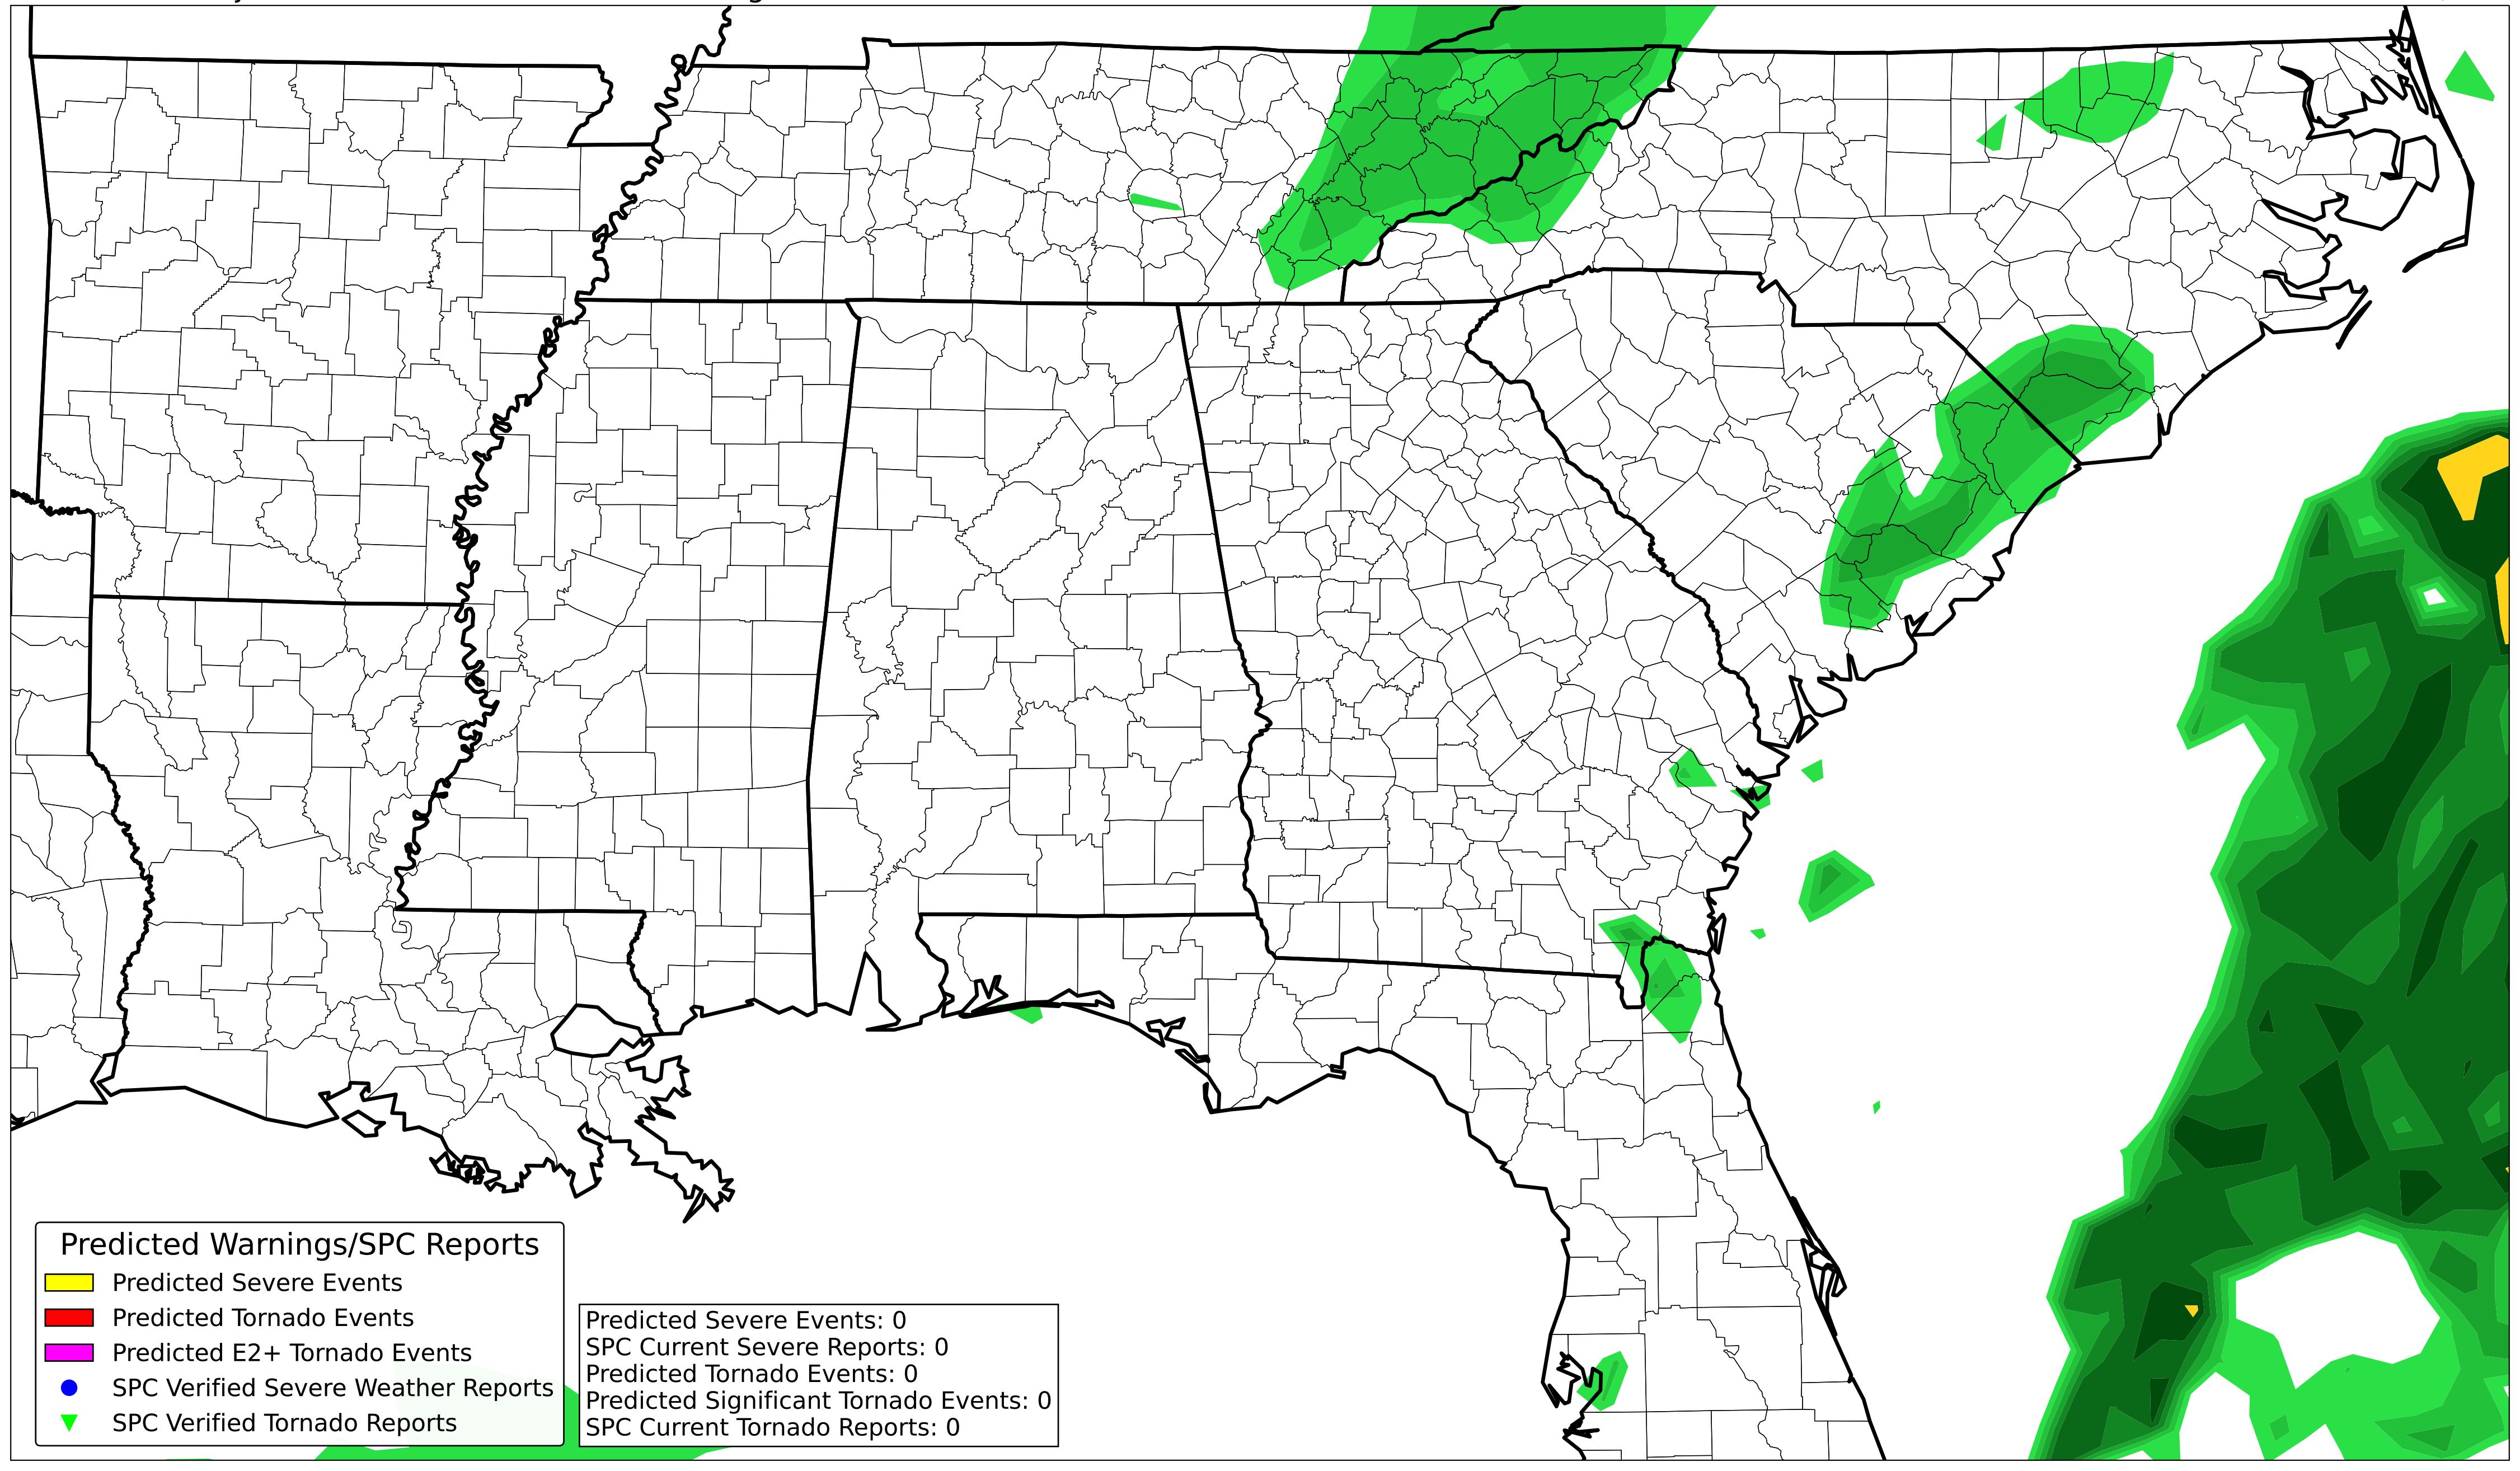 Predicted Warnings/SPC Reports
Predicted Severe Events
Predicted Tornado Events
Predicted E2+ Tornado Events
SPC Verified Severe Weather Reports
SPC Verified Tornado Reports
Predicted Severe Events: 0
SPC Current Severe Reports: 0
Predicted Tornado Events: 0
Predicted Significant Tornado Events: 0
SPC Current Tornado Reports: 0